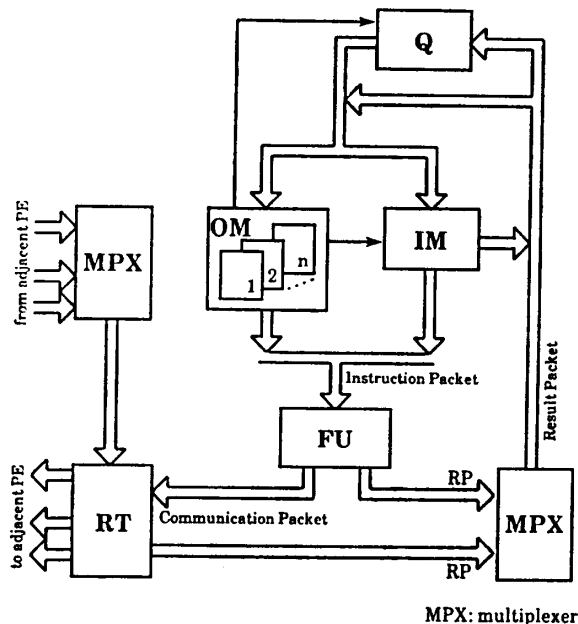 Q
OM
1
2
n
IM
from adjacent PE
MPX
Instruction Packet
Result Packet
FU
RP
to adjacent PE
RT
Communication Packet
RP
MPX
MPX: multiplexer